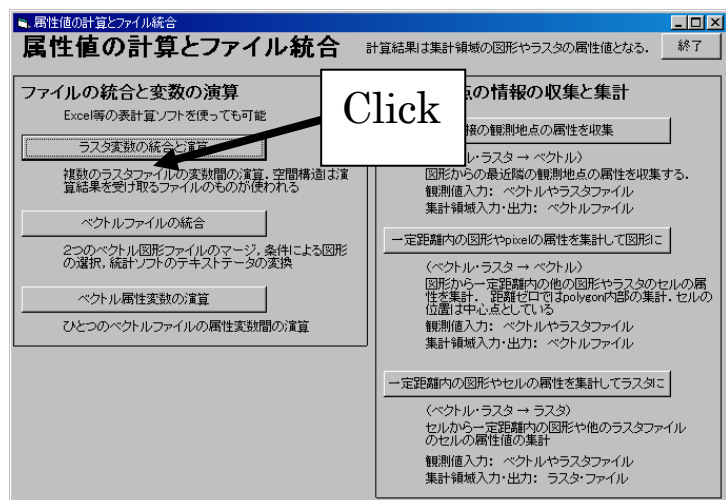 属性値の計算とファイル統合
属性値の計算とファイル統合
計算結果は集計領域の図形やラスタの属性値となる.
終了
ファイルの統合と変数の演算
Excel等の表計算ソフトを使っても可能
ラスタ変数の統合と演算
複数のラスタファイルの変数間の演算. 空間構造は演
算結果を受け取るファイルのものが使われる
ベクトルファイルの統合
2つのベクトル図形ファイルのマージ, 条件による図形
の選択, 統計ソフトのテキストデータの変換
ベクトル属性変数の演算
ひとつのベクトルファイルの属性変数間の演算
Click
の情報の収集と集計
接の観測地点の属性を収集
ル・ラスタ → ベクトル)
図形からの最近隣の観測地点の属性を収集する.
観測値入力: ベクトルやラスタファイル
集計領域入力・出力: ベクトルファイル
一定距離内の図形やpixelの属性を集計して図形に
(ベクトル・ラスタ → ベクトル)
図形から一定距離内の他の図形やラスタのセルの属
性を集計. 距離ゼロではpolygon内部の集計. セルの
位置は中心点としている
観測値入力: ベクトルやラスタファイル
集計領域入力・出力: ベクトルファイル
一定距離内の図形やセルの属性を集計してラスタに
(ベクトル・ラスタ → ラスタ)
セルから一定距離内の図形や他のラスタファイル
のセルの属性値の集計
観測値入力: ベクトルやラスタファイル
集計領域入力・出力: ラスタ・ファイル